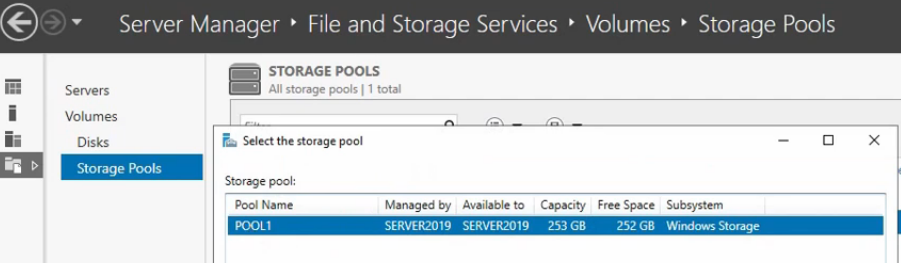 Server Manager ‣ File and Storage Services ‣ Volumes ‣ Storage Pools
Servers
Volumes
Disks
Storage Pools
STORAGE POOLS
All storage pools | 1 total
Filter
Select the storage pool
Storage pool:
Pool Name Managed by Available to Capacity Free Space Subsystem
POOL1 SERVER2019 SERVER2019 253 GB 252 GB Windows Storage